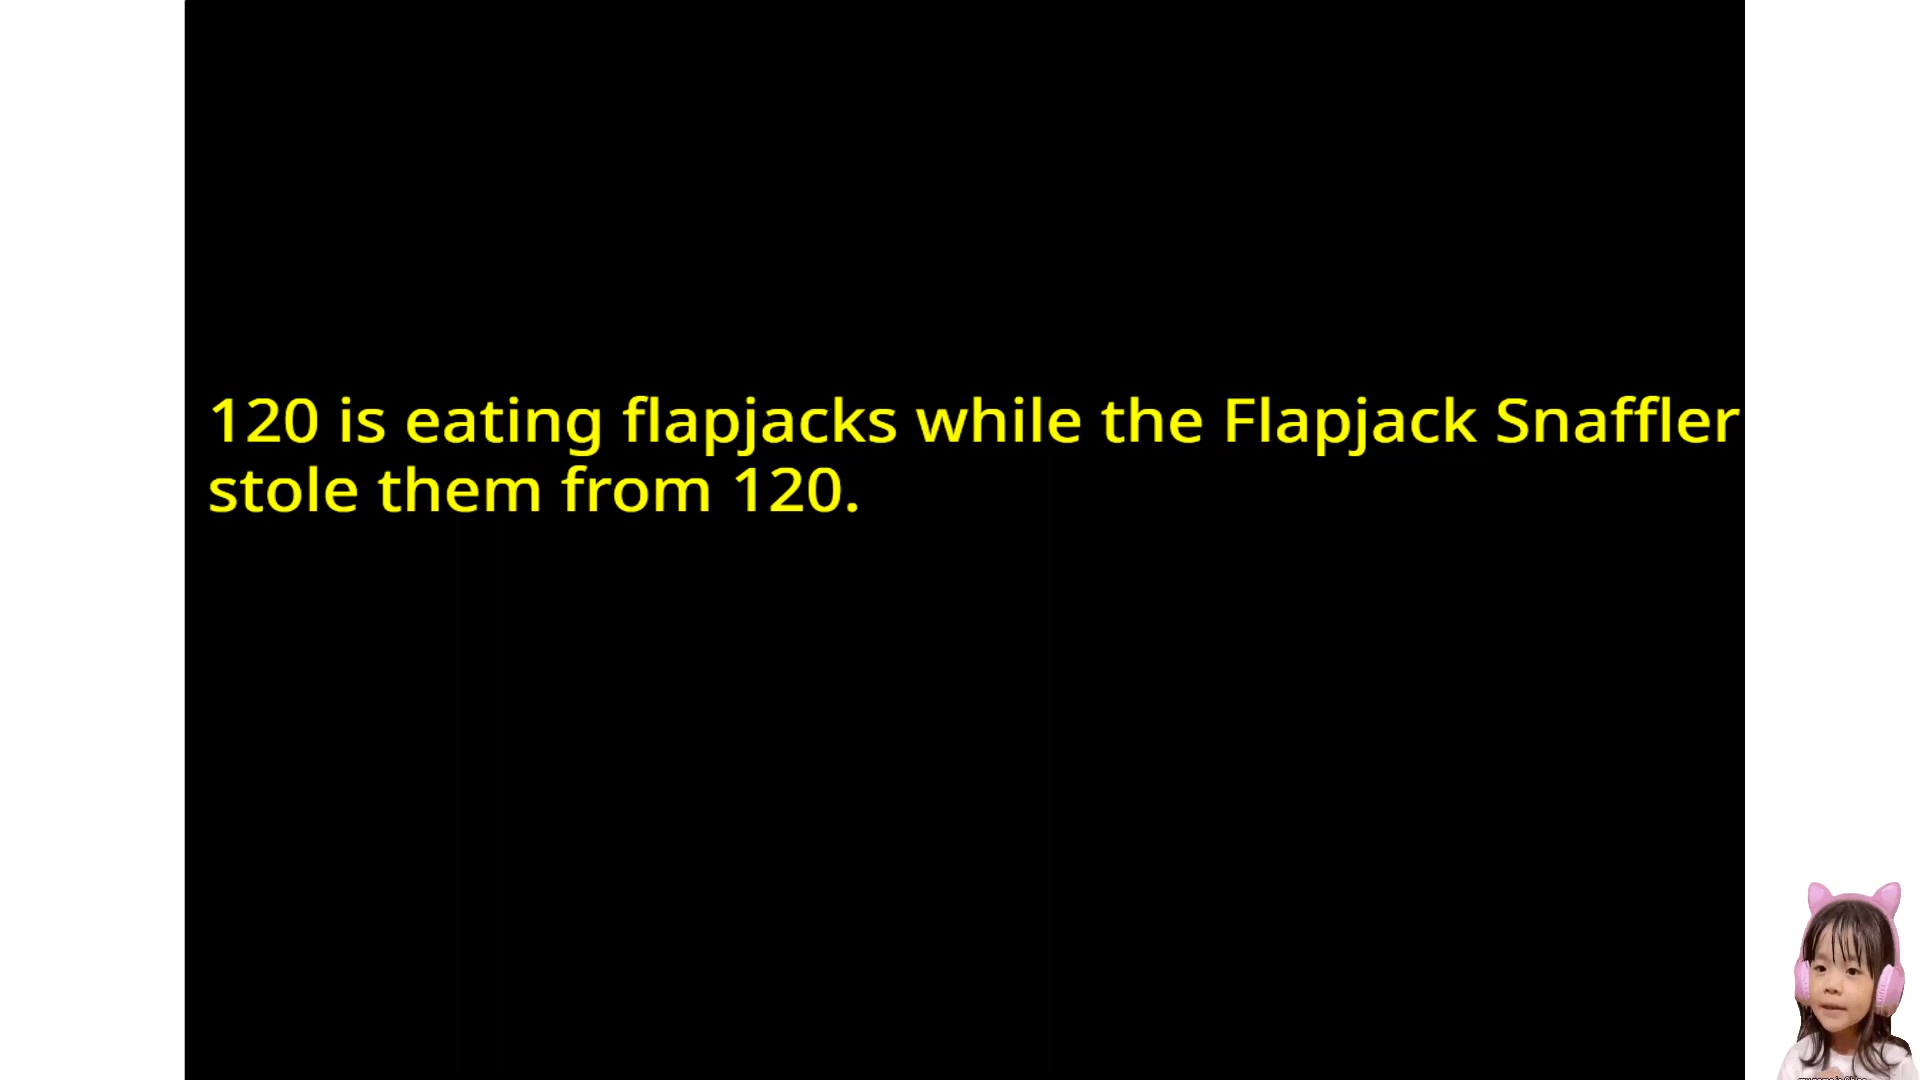 120 is eating flapjacks while the Flapjack Snaffler
stole them from 120.